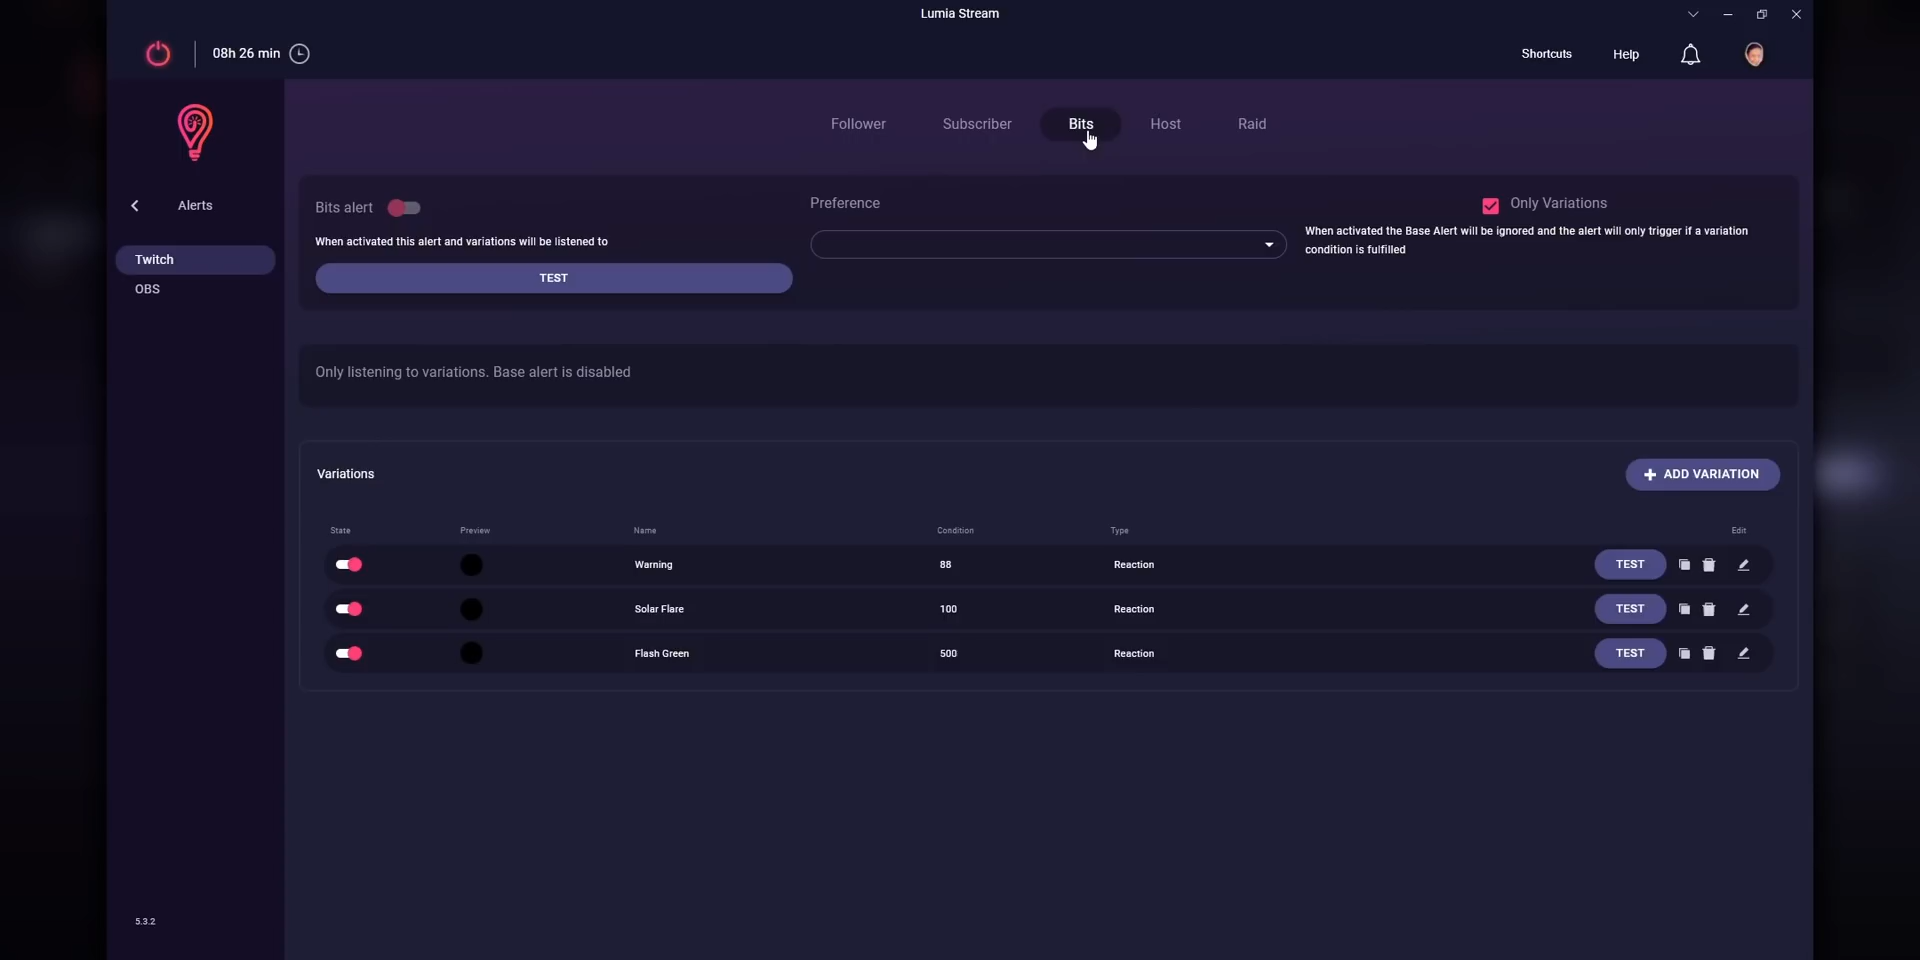 Lumia Stream
08h 26 min
Shortcuts
Help
Follower
Subscriber
Bits
Host
Raid
Alerts
Twitch
OBS
Bits alert
When activated this alert and variations will be listened to
TEST
Preference
Only Variations
When activated the Base Alert will be ignored and the alert will only trigger if a variation
condition is fulfilled
Only listening to variations. Base alert is disabled
Variations
ADD VARIATION
State Preview Name Condition Type Edit
Warning 88 Reaction TEST
Solar Flare 100 Reaction TEST
Flash Green 500 Reaction TEST
5.3.2